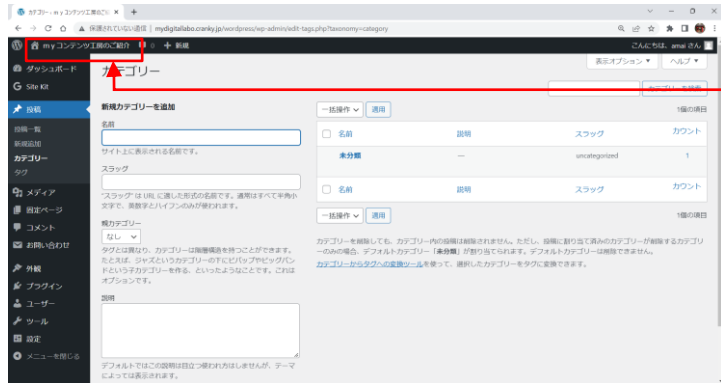 カテゴリー ‹ my コンテンツ工房のご紹介
保護されていない通信 | mydigitallabo.cranky.jp/wordpress/wp-admin/edit-tags.php?taxonomy=category
my コンテンツ工房のご紹介 0 + 新規
こんにちは、amai さん
ダッシュボード
Site Kit
投稿
投稿一覧
新規追加
カテゴリー
タグ
メディア
固定ページ
コメント
お問い合わせ
外観
プラグイン
ユーザー
ツール
設定
メニューを閉じる
表示オプション ▼ ヘルプ ▼
カテゴリー
カテゴリーを検索
新規カテゴリーを追加
名前
サイト上に表示される名前です。
スラッグ
"スラッグ" は URL に適した形式の名前です。通常はすべて半角小
文字で、英数字とハイフンのみが使われます。
親カテゴリー
なし
タグとは異なり、カテゴリーは階層構造を持つことができます。
たとえば、ジャズというカテゴリーの下にビバップやビッグバン
ドという子カテゴリーを作る、といったようなことです。これは
オプションです。
説明
デフォルトではこの説明は目立つ使われ方はしませんが、テーマ
によっては表示されます。
一括操作 適用 1個の項目
名前 説明 スラッグ カウント
未分類 — uncategorized 1
名前 説明 スラッグ カウント
一括操作 適用 1個の項目
カテゴリーを削除しても、カテゴリー内の投稿は削除されません。ただし、投稿に割り当て済みのカテゴリーが削除するカテゴリ
ーのみの場合、デフォルトカテゴリー「未分類」が割り当てられます。デフォルトカテゴリーは削除できません。
カテゴリーからタグへの変換ツールを使って、選択したカテゴリーをタグに変換できます。